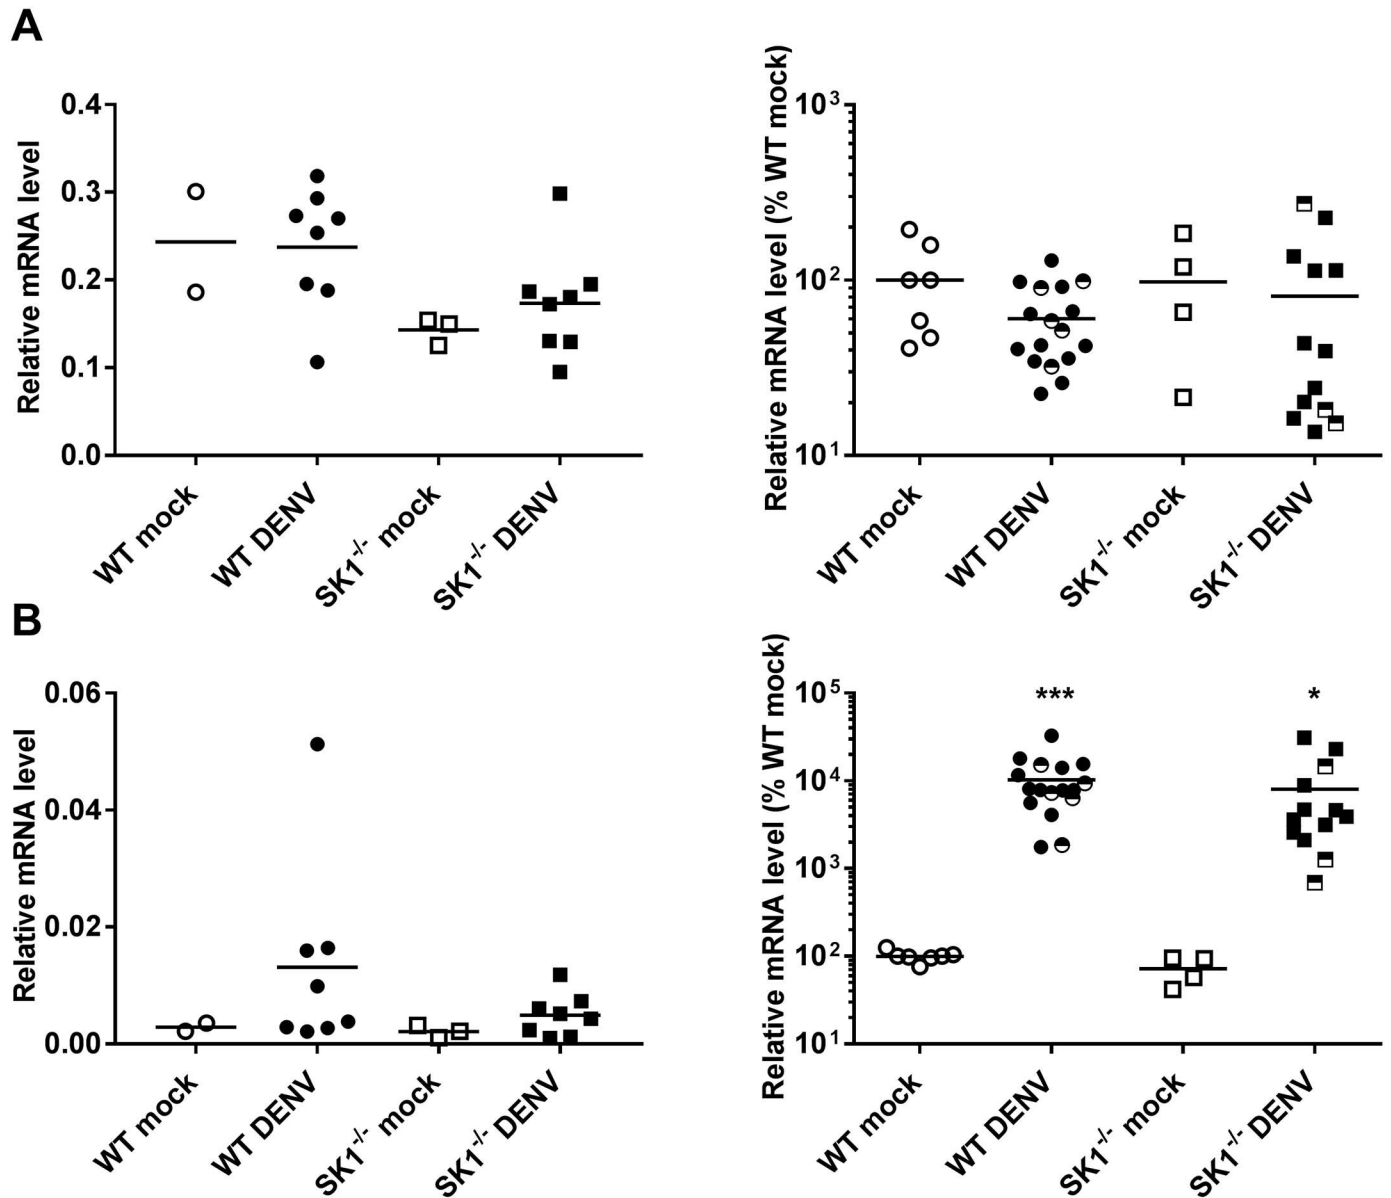 A
Relative mRNA level
0.4
0.3
0.2
0.1
0.0
WT mock
WT DENV
SK1-/- mock
SK1-/- DENV
Relative mRNA level (% WT mock)
10³
10²
10¹
WT mock
WT DENV
SK1-/- mock
SK1-/- DENV
B
Relative mRNA level
0.06
0.04
0.02
0.00
WT mock
WT DENV
SK1-/- mock
SK1-/- DENV
Relative mRNA level (% WT mock)
10⁵
10⁴
10³
10²
10¹
***
*
WT mock
WT DENV
SK1-/- mock
SK1-/- DENV